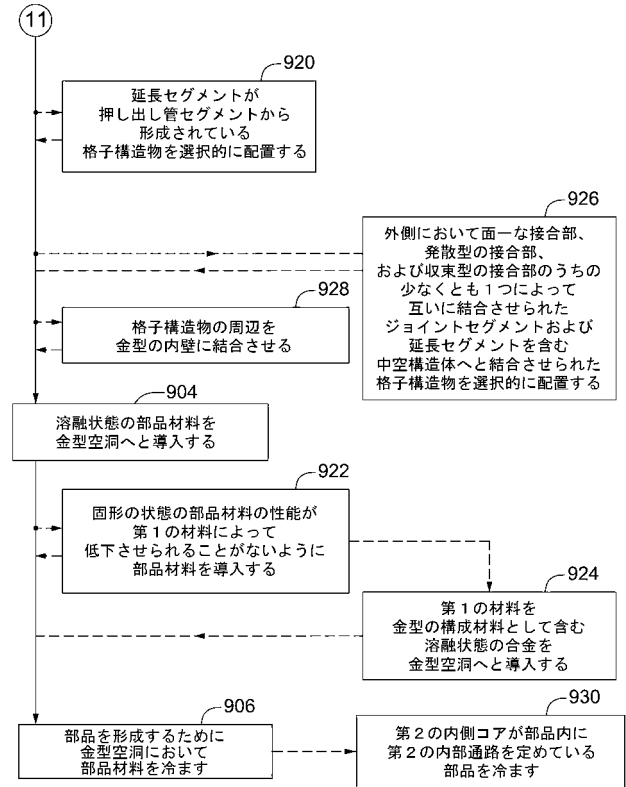 11
920
延長セグメントが
押し出し管セグメントから
形成されている
格子構造物を選択的に配置する
926
外側において面一な接合部、
発散型の接合部、
および収束型の接合部のうちの
少なくとも１つによって
互いに結合させられた
ジョイントセグメントおよび
延長セグメントを含む
中空構造体へと結合させられた
格子構造物を選択的に配置する
928
格子構造物の周辺を
金型の内壁に結合させる
904
溶融状態の部品材料を
金型空洞へと導入する
922
固形の状態の部品材料の性能が
第１の材料によって
低下させられることがないように
部品材料を導入する
924
第１の材料を
金型の構成材料として含む
溶融状態の合金を
金型空洞へと導入する
906
部品を形成するために
金型空洞において
部品材料を冷ます
930
第２の内側コアが部品内に
第２の内部通路を定めている
部品を冷ます